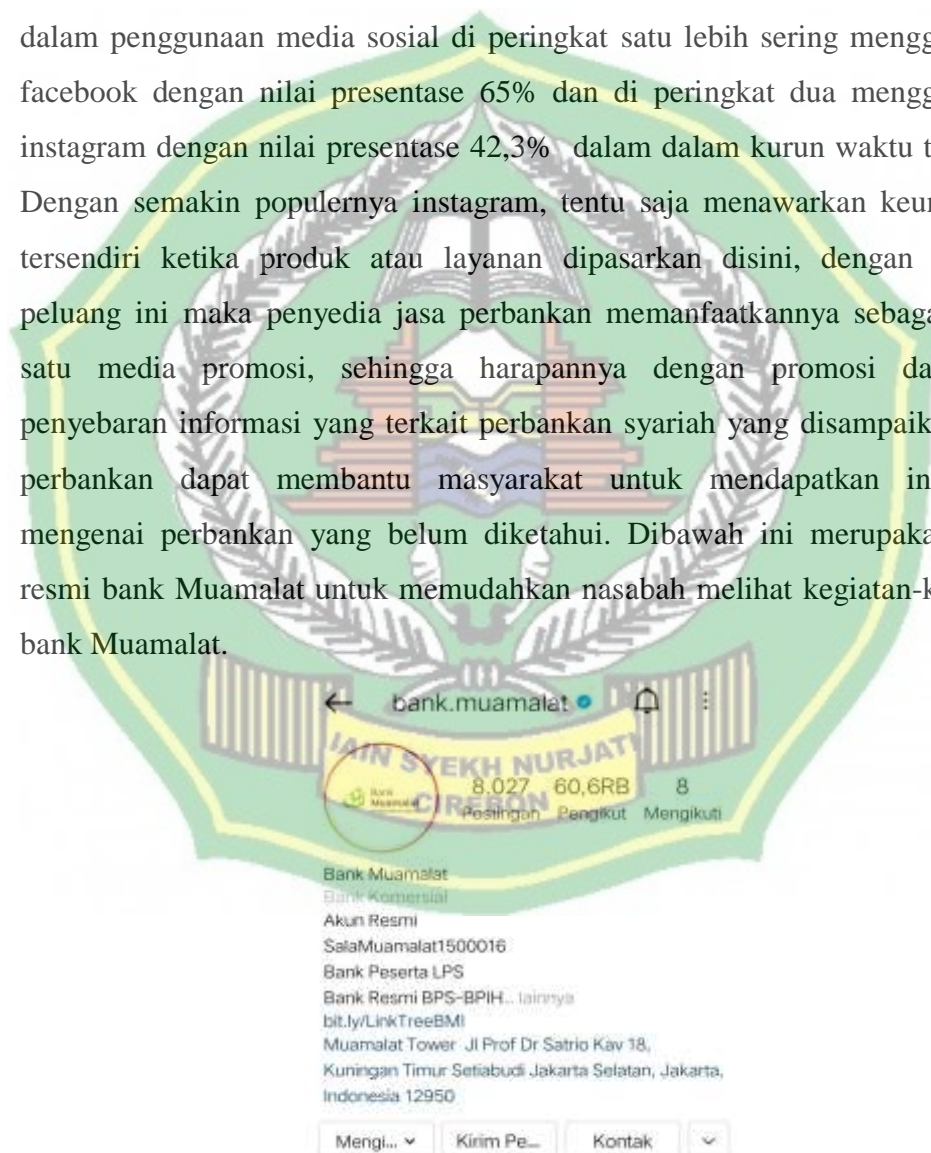 dalam penggunaan media sosial di peringkat satu lebih sering mengg
facebook dengan nilai presentase 65% dan di peringkat dua mengg
instagram dengan nilai presentase 42,3% dalam dalam kurun waktu t
Dengan semakin populernya instagram, tentu saja menawarkan keun
tersendiri ketika produk atau layanan dipasarkan disini, dengan
peluang ini maka penyedia jasa perbankan memanfaatkannya sebaga
satu media promosi, sehingga harapannya dengan promosi da
penyebaran informasi yang terkait perbankan syariah yang disampaik
perbankan dapat membantu masyarakat untuk mendapatkan in
mengenai perbankan yang belum diketahui. Dibawah ini merupaka
resmi bank Muamalat untuk memudahkan nasabah melihat kegiatan-k
bank Muamalat.
bank.muamalat
IAIN SYEKH NURJATI
CIREBON
Bank Muamalat
8.027 60,6RB 8
Postingan Pengikut Mengikuti
Bank Muamalat
Bank Komersial
Akun Resmi
SalaMuamalat1500016
Bank Peserta LPS
Bank Resmi BPS-BPIH... lainnya
bit.ly/LinkTreeBMI
Muamalat Tower Jl Prof Dr Satrio Kav 18,
Kuningan Timur Setiabudi Jakarta Selatan, Jakarta,
Indonesia 12950
Mengi... Kirim Pe... Kontak